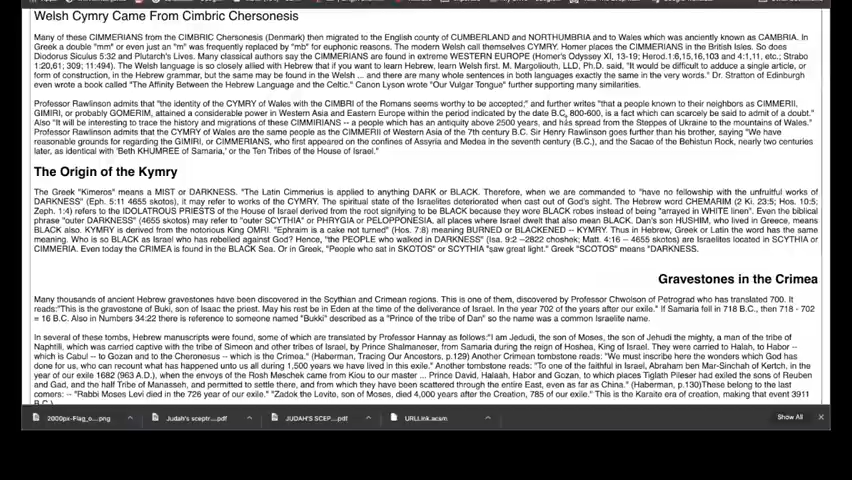 Welsh Cymry Came From Cimbric Chersonesis
Many of these CIMMERIANS from the CIMBRIC Chersonesis (Denmark) then migrated to the English county of CUMBERLAND and NORTHUMBRIA and to Wales which was anciently known as CAMBRIA. In
Greek a double "mm" or even just an "m" was frequently replaced by "mb" for euphonic reasons. The modern Welsh call themselves CYMRY. Homer places the CIMMERIANS in the British Isles. So does
Diodorus Siculus 5:32 and Plutarch's Lives. Many classical authors say the CIMMERIANS are found in extreme WESTERN EUROPE (Homer's Odyssey XI, 13-19; Herod.1:6,15,16,103 and 4:1,11, etc.; Strabo
1:20,61; 309; 11:494). The Welsh language is so closely allied with Hebrew that if you want to learn Hebrew, learn Welsh first. M. Margoliouth, LLD, Ph.D. said, "It would be difficult to adduce a single article, or
form of construction, in the Hebrew grammar, but the same may be found in the Welsh ... and there are many whole sentences in both languages exactly the same in the very words." Dr. Stratton of Edinburgh
even wrote a book called "The Affinity Between the Hebrew Language and the Celtic." Canon Lyson wrote "Our Vulgar Tongue" further supporting many similarities.
Professor Rawlinson admits that "the identity of the CYMRY of Wales with the CIMBRI of the Romans seems worthy to be accepted;" and further writes "that a people known to their neighbors as CIMMERII,
GIMIRI, or probably GOMERIM, attained a considerable power in Western Asia and Eastern Europe within the period indicated by the date B.C. 800-600, is a fact which can scarcely be said to admit of a doubt."
Also "It will be interesting to trace the history and migrations of these CIMMIRIANS -- a people which has an antiquity above 2500 years, and has spread from the Steppes of Ukraine to the mountains of Wales."
Professor Rawlinson admits that the CYMRY of Wales are the same people as the CIMMERII of Western Asia of the 7th century B.C. Sir Henry Rawlinson goes further than his brother, saying "We have
reasonable grounds for regarding the GIMIRI, or CIMMERIANS, who first appeared on the confines of Assyria and Media in the seventh century (B.C.), and the Sacae of the Behistun Rock, nearly two centuries
later, as identical with 'Beth KHUMREE of Samaria,' or the Ten Tribes of the House of Israel."
The Origin of the Kymry
The Greek "Kimeros" means a MIST or DARKNESS. "The Latin Cimmerius is applied to anything DARK or BLACK. Therefore, when we are commanded to "have no fellowship with the unfruitful works of
DARKNESS" (Eph. 5:11 4655 skotos), it may refer to works of the CYMRY. The spiritual state of the Israelites deteriorated when cast out of God's sight. The Hebrew word CHEMARIM (2 Ki. 23:5; Hos. 10:5;
Zeph. 1:4) refers to the IDOLATROUS PRIESTS of the House of Israel derived from the root signifying to be BLACK because they wore BLACK robes instead of being "arrayed in WHITE linen". Even the biblical
phrase "outer DARKNESS" (4655 skotos) may refer to "outer SCYTHIA" to PHRYGIA or PELOPPONESIA, all places where Israel dwelt that also mean BLACK. Dan's son HUSHIM, or driven to GREECE, means
BLACK also. KYMRY is derived from the notorious King OMRI. "Ephraim is a cake not turned" (Hos. 7:8) meaning BURNED or BLACKENED -- KYMRY. Thus in Hebrew, Greek or Latin the word has the same
meaning. Who is so BLACK as Israel who has rebelled against God? Hence, "the PEOPLE who walked in DARKNESS" (Isa. 9:2 --2822 choshek; Matt. 4:16 -- 4655 skotos) are Israelites located in SCYTHIA or
CIMMERIA. Even today the CRIMEA is found in the BLACK Sea. Or in Greek, "People who sat in SKOTOS" or SCYTHIA "saw great light." Greek "SCOTOS" means "DARKNESS.
Gravestones in the Crimea
Many thousands of ancient Hebrew gravestones have been discovered in the Scythian and Crimean regions. This is one of them, discovered by Professor Chwolson of Petrograd who has translated 700. It
reads:"This is the gravestone of Buki, son of Isaac the priest. May his rest be in Eden at the time of the deliverance of Israel. In the year 702 of the years after our exile." If Samaria fell in 718 B.C., then 718 - 702
= 16 B.C. Also in Numbers 34:22 there is reference to someone named "Bukki" described as a "Prince of the tribe of Dan" so the name was a common Israelite name.
In several of these tombs, Hebrew manuscripts were found, some of which are translated by Professor Hannay as follows:"I am Jedudi, the son of Moses, the son of Jehudi the mighty, a man of the tribe of
Naphtili, which was carried captive with the tribe of Simeon and other tribes of Israel, by Prince Shalmaneser, from Samaria during the reign of Hoshea, King of Israel. They were carried to Halah, to Habor --
which is Cabul -- to Gozan and to the Cheronesus -- which is the Crimea." (Haberman, Tracing Our Ancestors, p.129) Another Crimean tombstone reads: "We must inscribe here the wonders which God has
done for us, who can recount what has happened unto us all during 1,500 years we have lived in this exile." Another tombstone reads: "To one of the faithful in Israel, Abraham ben Mar-Sinchah of Kertch, in the
year of our exile 1682 (963 A.D.), when the envoys of the Rosh Meschek came from Kiou to our master ... Prince David, Halaah, Habor and Gozan, to which places Tiglath Pileser had exiled the sons of Reuben
and Gad, and the half Tribe of Manasseh, and permitted to settle there, and from which they have been scattered through the entire East, even as far as China." (Haberman, p.130)These belong to the last
corners: -- "Rabbi Moses Levi died in the 726 year of our exile." "Zadok the Levite, son of Moses, died 4,000 years after the Creation, 785 of our exile." This is the Karaite era of creation, making that event 3911
B.C.)
2000px-Flag_o...png
Judah's sceptr....pdf
JUDAH'S SCEP....pdf
URLLink.acsm
Show All